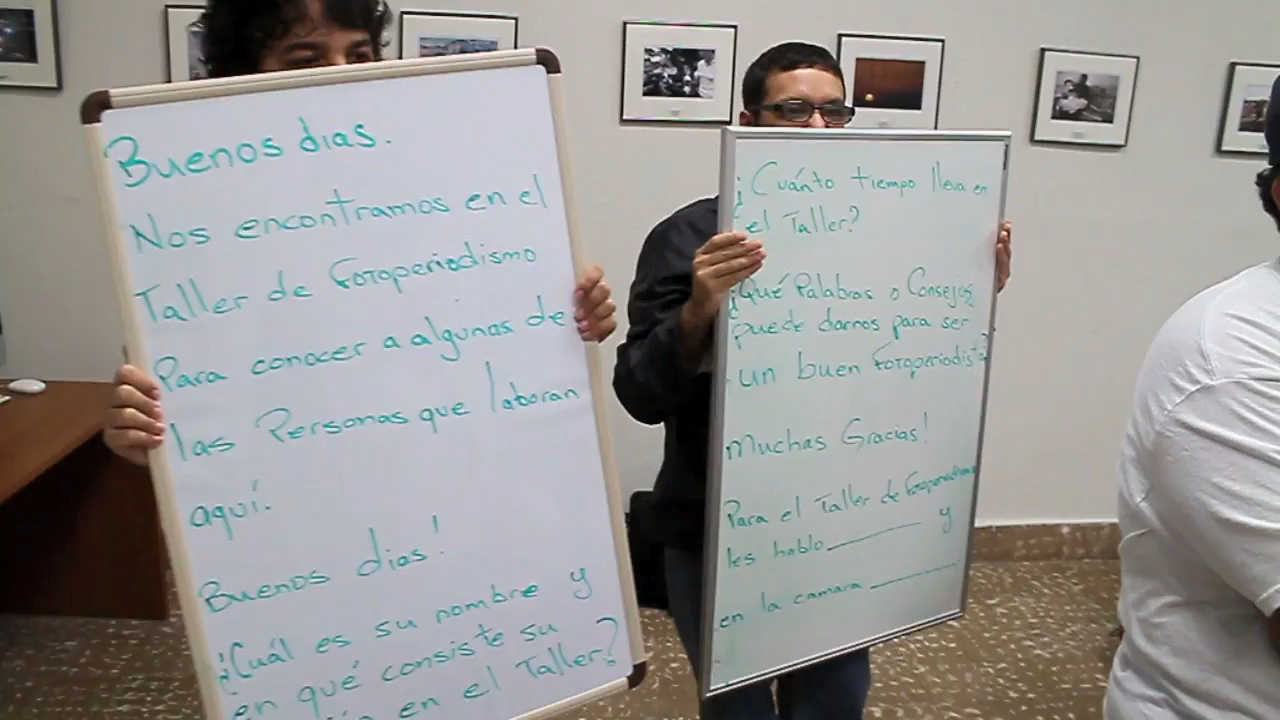 Buenos dias.
Nos encontramos en el
Taller de Fotoperiodismo
Para conocer a algunas de
las Personas que laboran
aquí.
Buenos dias!
¿Cuál es su nombre y
en qué consiste su
en el Taller?
¿Cuánto tiempo lleva en
el Taller?
¿Qué Palabras o Consejos
puede darnos para ser
un buen Fotoperiodista?
Muchas Gracias!
Para el Taller de Fotoperiodismo
les hablo________ y
en la camara ________